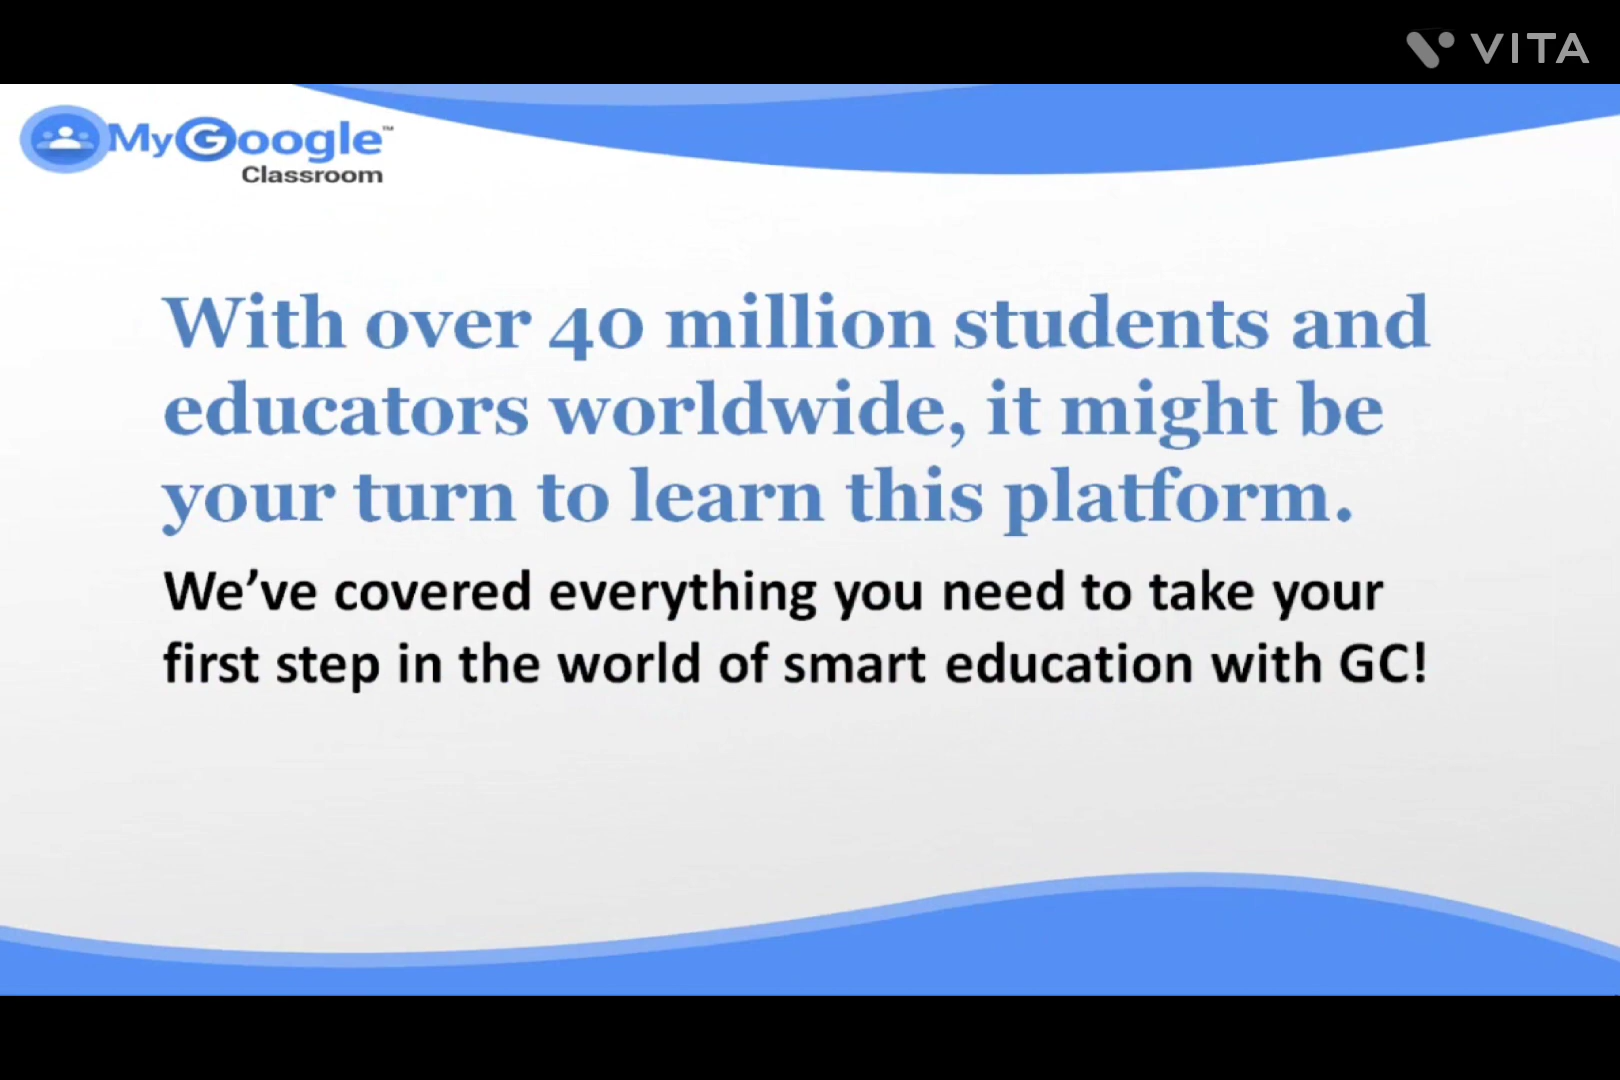 VITA
MyGoogle™
Classroom
With over 40 million students and
educators worldwide, it might be
your turn to learn this platform.
We’ve covered everything you need to take your
first step in the world of smart education with GC!